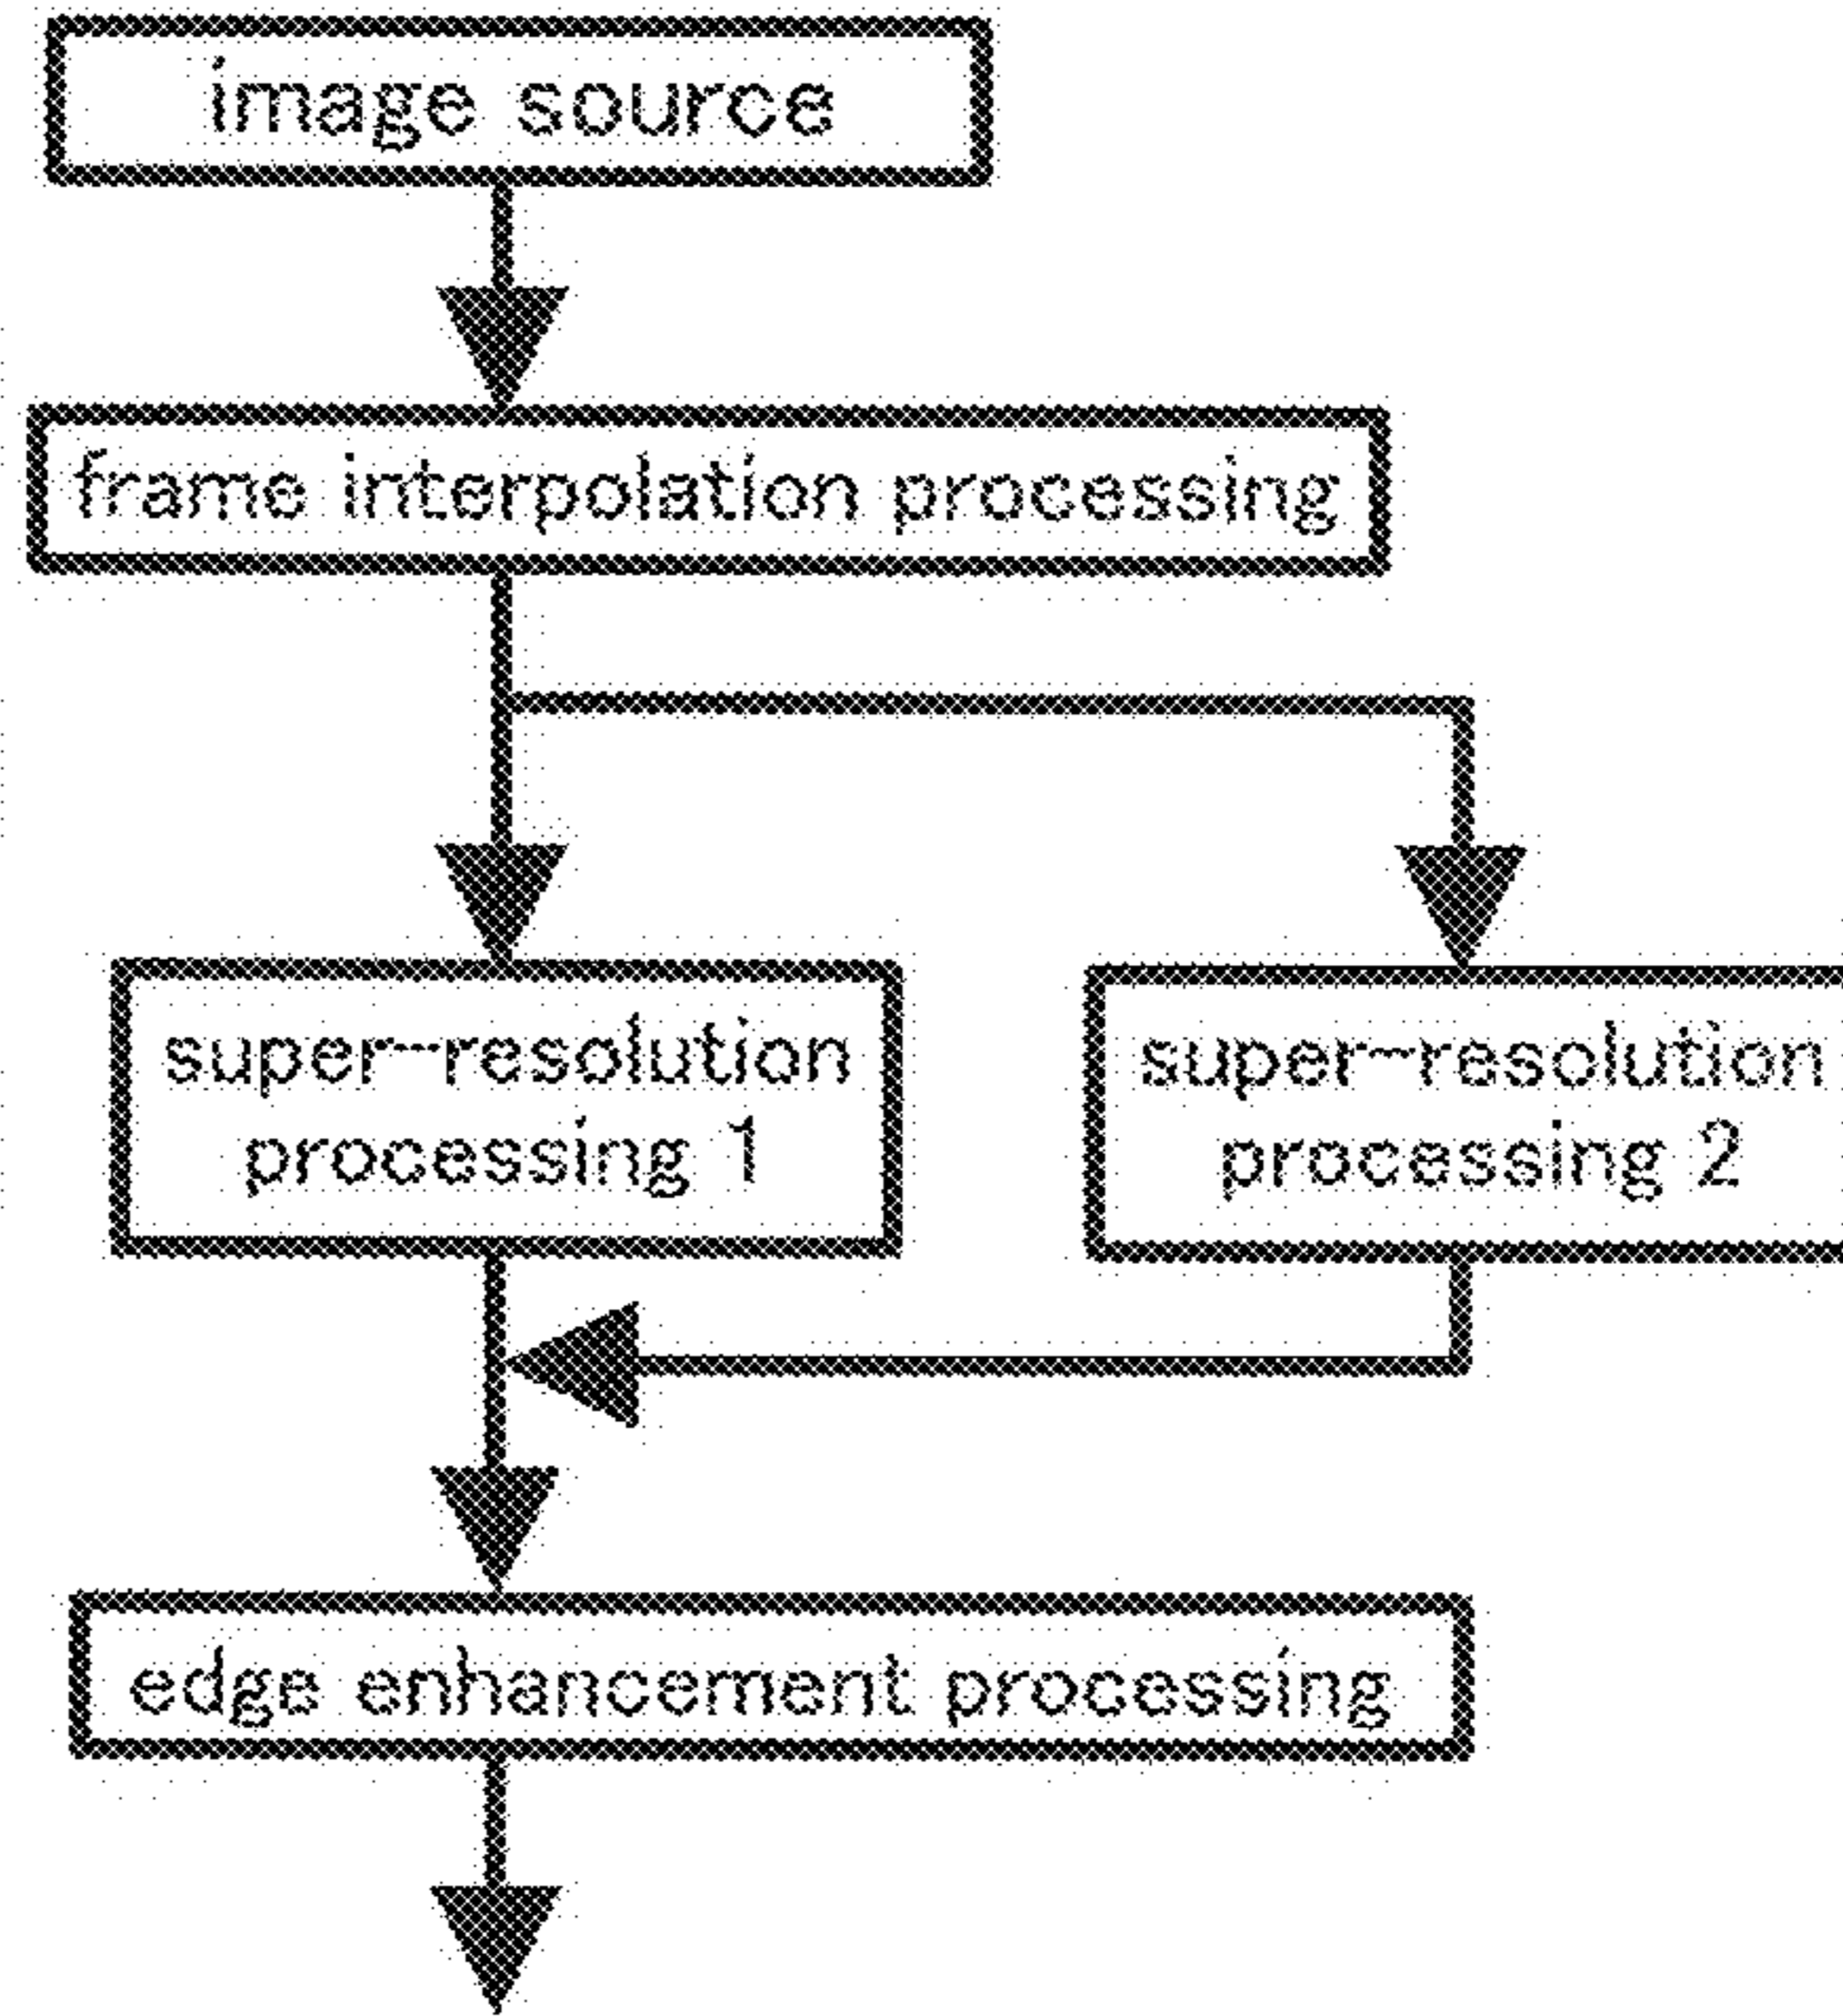 image source
frame interpolation processing
super-resolution
processing 1
super-resolution
processing 2
edge enhancement processing